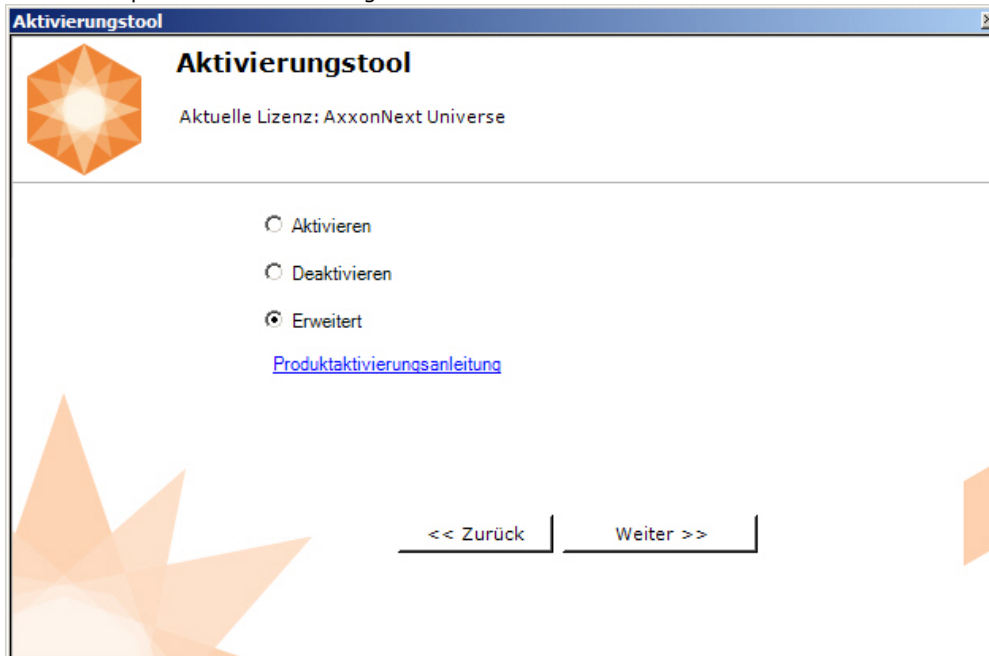 Aktivierungstool
Aktivierungstool
Aktuelle Lizenz: AxxonNext Universe
Aktivieren
Deaktivieren
Erweitert
Produktaktivierungsanleitung
<< Zurück
Weiter >>